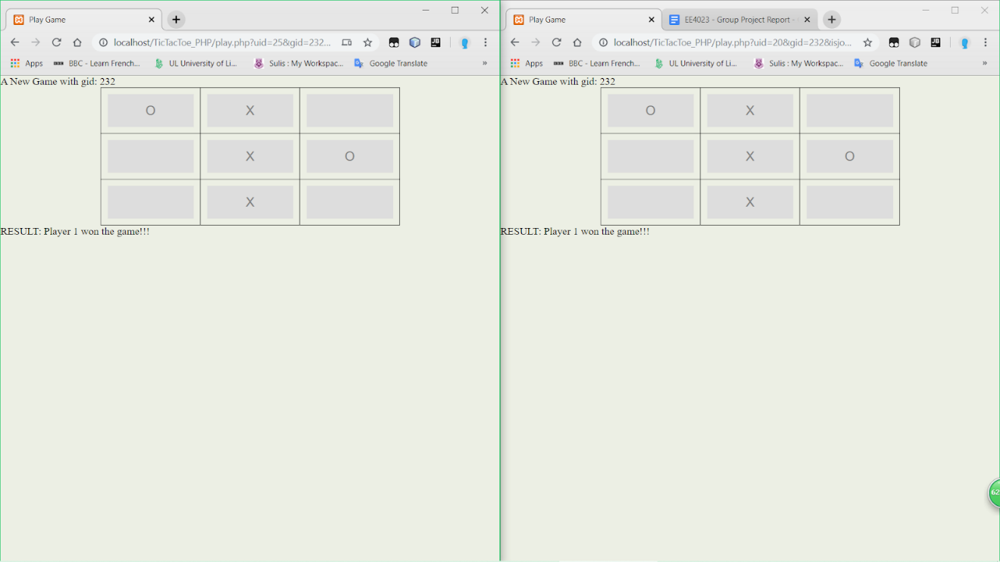 Play Game
localhost/TicTacToe_PHP/play.php?uid=25&gid=232...
Apps BBC - Learn French... UL University of Li... Sulis : My Workspac... Google Translate »
A New Game with gid: 232
O X
X O
X
RESULT: Player 1 won the game!!!
Play Game EE4023 - Group Project Report -
localhost/TicTacToe_PHP/play.php?uid=20&gid=232&isjo...
Apps BBC - Learn French... UL University of Li... Sulis : My Workspac... Google Translate »
A New Game with gid: 232
O X
X O
X
RESULT: Player 1 won the game!!!
62